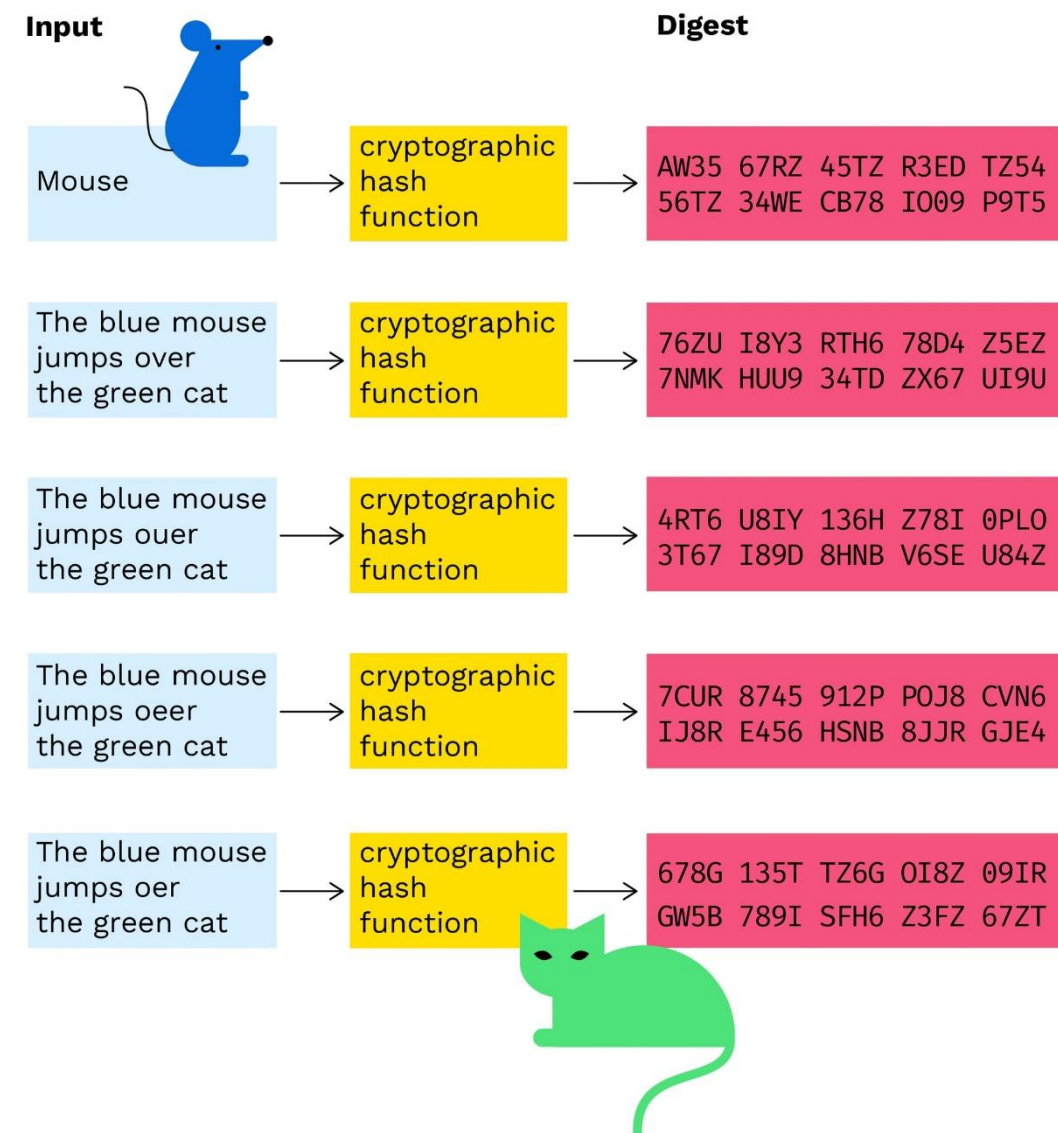 Input
Digest
Mouse
cryptographic
hash
function
AW35 67RZ 45TZ R3ED TZ54
56TZ 34WE CB78 IO09 P9T5
The blue mouse
jumps over
the green cat
cryptographic
hash
function
76ZU I8Y3 RTH6 78D4 Z5EZ
7NMK HUU9 34TD ZX67 UI9U
The blue mouse
jumps ouer
the green cat
cryptographic
hash
function
4RT6 U8IY 136H Z78I 0PLO
3T67 I89D 8HNB V6SE U84Z
The blue mouse
jumps oeer
the green cat
cryptographic
hash
function
7CUR 8745 912P POJ8 CVN6
IJ8R E456 HSNB 8JJR GJE4
The blue mouse
jumps oer
the green cat
cryptographic
hash
function
678G 135T TZ6G OI8Z 09IR
GW5B 789I SFH6 Z3FZ 67ZT